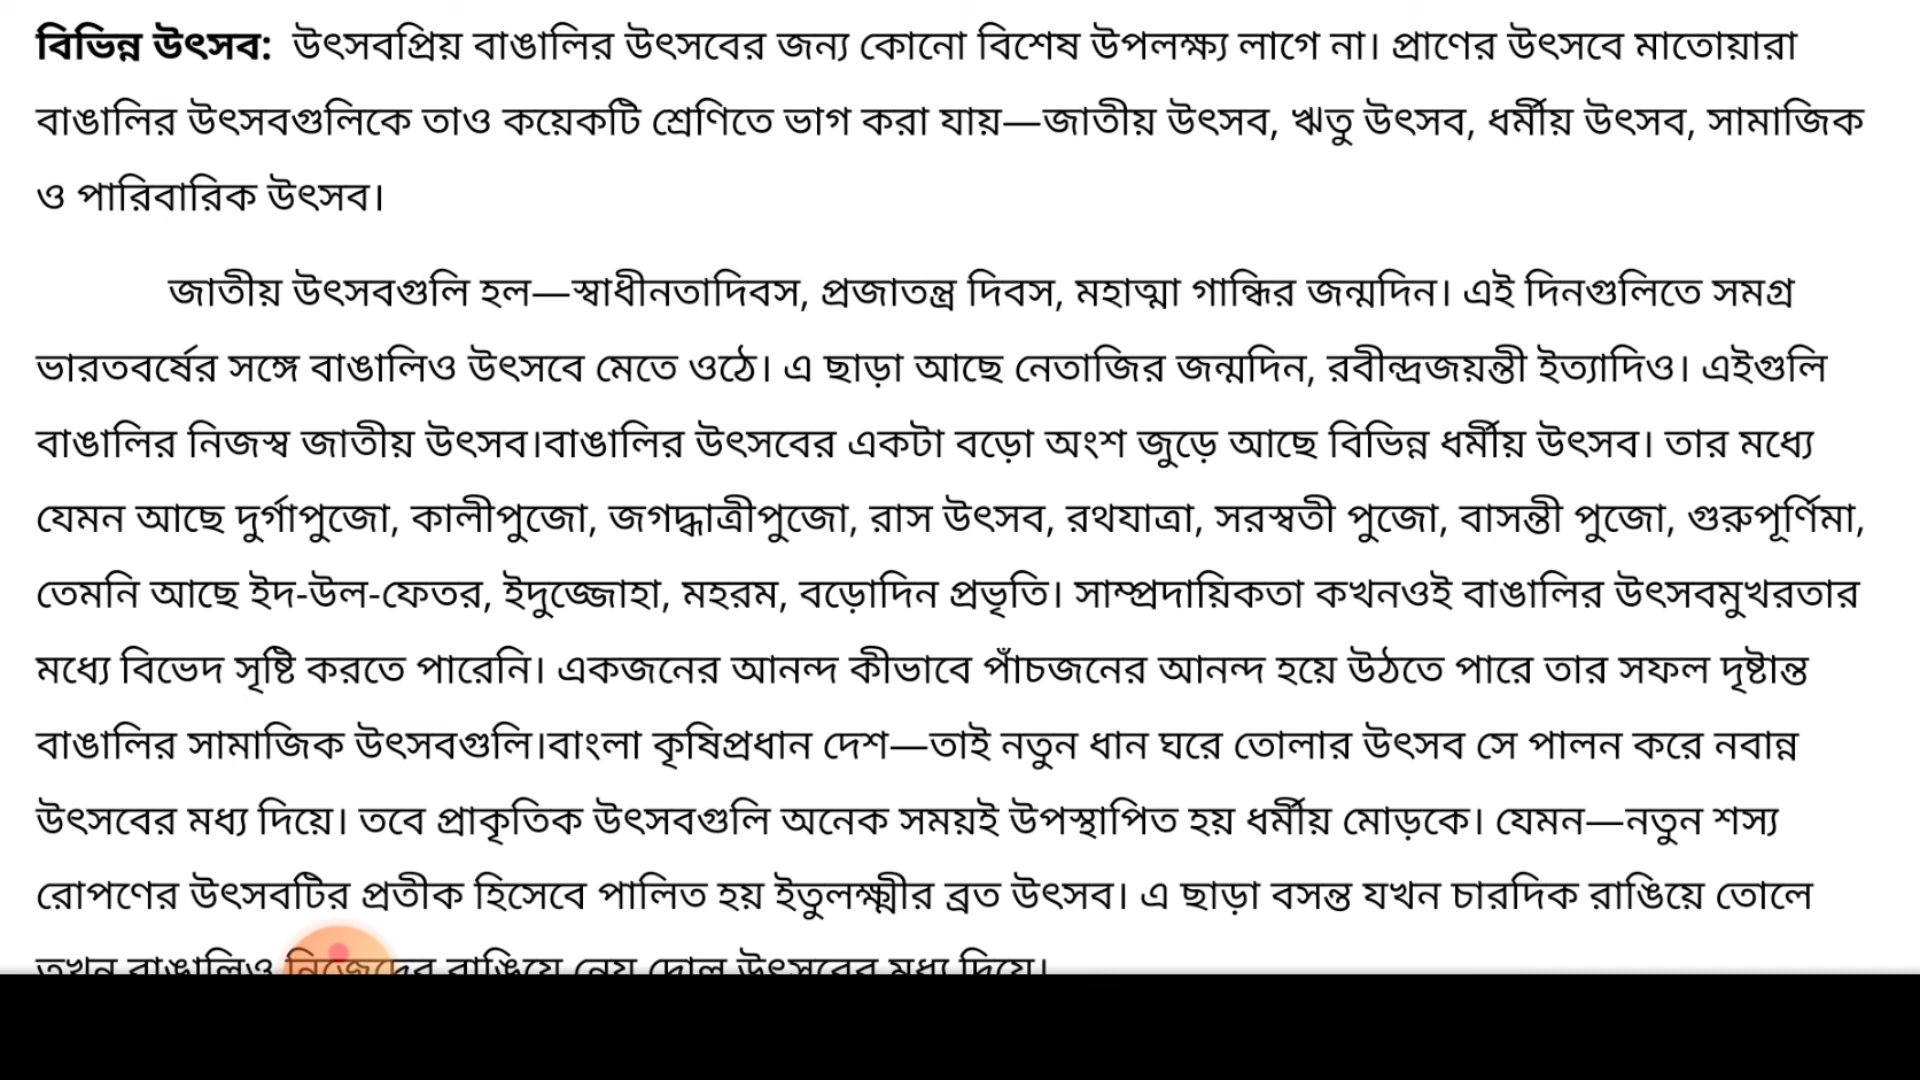 বিভিন্ন উৎসব: উৎসবপ্রিয় বাঙালির উৎসবের জন্য কোনো বিশেষ উপলক্ষ্য লাগে না। প্রাণের উৎসবে মাতোয়ারা
বাঙালির উৎসবগুলিকে তাও কয়েকটি শ্রেণিতে ভাগ করা যায়—জাতীয় উৎসব, ঋতু উৎসব, ধর্মীয় উৎসব, সামাজিক
ও পারিবারিক উৎসব।
জাতীয় উৎসবগুলি হল—স্বাধীনতাদিবস, প্রজাতন্ত্র দিবস, মহাত্মা গান্ধির জন্মদিন। এই দিনগুলিতে সমগ্র
ভারতবর্ষের সঙ্গে বাঙালিও উৎসবে মেতে ওঠে। এ ছাড়া আছে নেতাজির জন্মদিন, রবীন্দ্রজয়ন্তী ইত্যাদিও। এইগুলি
বাঙালির নিজস্ব জাতীয় উৎসব।বাঙালির উৎসবের একটা বড়ো অংশ জুড়ে আছে বিভিন্ন ধর্মীয় উৎসব। তার মধ্যে
যেমন আছে দুর্গাপুজো, কালীপুজো, জগদ্ধাত্রীপুজো, রাস উৎসব, রথযাত্রা, সরস্বতী পুজো, বাসন্তী পুজো, গুরুপূর্ণিমা,
তেমনি আছে ইদ-উল-ফেতর, ইদুজ্জোহা, মহরম, বড়োদিন প্রভৃতি। সাম্প্রদায়িকতা কখনওই বাঙালির উৎসবমুখরতার
মধ্যে বিভেদ সৃষ্টি করতে পারেনি। একজনের আনন্দ কীভাবে পাঁচজনের আনন্দ হয়ে উঠতে পারে তার সফল দৃষ্টান্ত
বাঙালির সামাজিক উৎসবগুলি।বাংলা কৃষিপ্রধান দেশ—তাই নতুন ধান ঘরে তোলার উৎসব সে পালন করে নবান্ন
উৎসবের মধ্য দিয়ে। তবে প্রাকৃতিক উৎসবগুলি অনেক সময়ই উপস্থাপিত হয় ধর্মীয় মোড়কে। যেমন—নতুন শস্য
রোপণের উৎসবটির প্রতীক হিসেবে পালিত হয় ইতুলক্ষ্মীর ব্রত উৎসব। এ ছাড়া বসন্ত যখন চারদিক রাঙিয়ে তোলে
তখন বাঙালিও নিজেদের রাঙিয়ে নেয় দোল উৎসবের মধ্য দিয়ে।